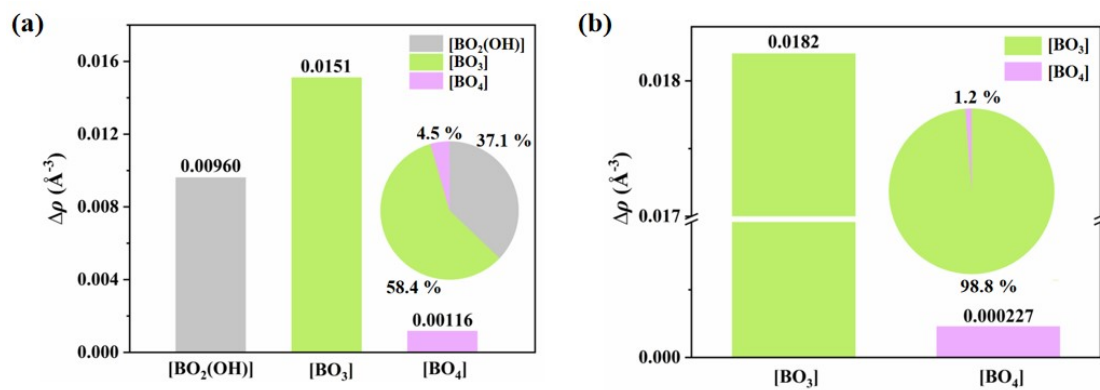 (a)
[BO₂(OH)]
[BO₃]
[BO₄]
0.016
0.012
0.008
0.004
0.000
Δρ (Å⁻³)
0.00960
0.0151
0.00116
4.5 %
37.1 %
58.4 %
[BO₂(OH)] [BO₃] [BO₄]
(b)
[BO₃]
[BO₄]
0.018
0.017
0.000
Δρ (Å⁻³)
0.0182
0.000227
1.2 %
98.8 %
[BO₃] [BO₄]